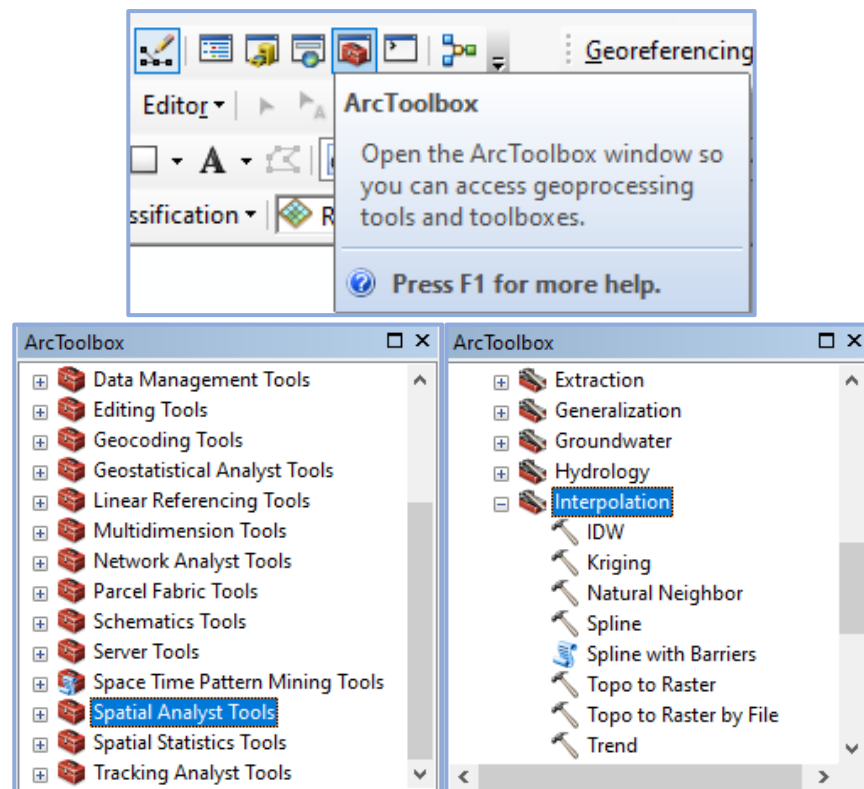 Georeferencing
Editor
ArcToolbox
Open the ArcToolbox window so
you can access geoprocessing
tools and toolboxes.
A
ssification
R
Press F1 for more help.
ArcToolbox
Data Management Tools
Editing Tools
Geocoding Tools
Geostatistical Analyst Tools
Linear Referencing Tools
Multidimension Tools
Network Analyst Tools
Parcel Fabric Tools
Schematics Tools
Server Tools
Space Time Pattern Mining Tools
Spatial Analyst Tools
Spatial Statistics Tools
Tracking Analyst Tools
ArcToolbox
Extraction
Generalization
Groundwater
Hydrology
Interpolation
IDW
Kriging
Natural Neighbor
Spline
Spline with Barriers
Topo to Raster
Topo to Raster by File
Trend